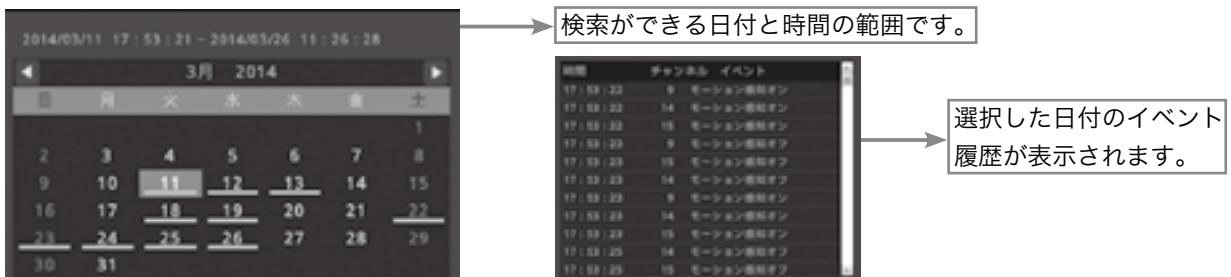 2014/03/11 17 : 53 : 21 – 2014/03/26 11 : 26 : 28
検索ができる日付と時間の範囲です。
3月 2014
日 月 火 水 木 金 土
1
2 3 4 5 6 7 8
9 10 11 12 13 14 15
16 17 18 19 20 21 22
23 24 25 26 27 28 29
30 31
時間 チャンネル イベント
17 : 53 : 22 9 モーション感知オン
17 : 53 : 22 14 モーション感知オン
17 : 53 : 22 15 モーション感知オン
17 : 53 : 23 9 モーション感知オフ
17 : 53 : 23 15 モーション感知オフ
17 : 53 : 23 14 モーション感知オフ
17 : 53 : 23 9 モーション感知オン
17 : 53 : 23 14 モーション感知オン
17 : 53 : 23 15 モーション感知オン
17 : 53 : 25 14 モーション感知オフ
17 : 53 : 25 15 モーション感知オフ
選択した日付のイベント
履歴が表示されます。